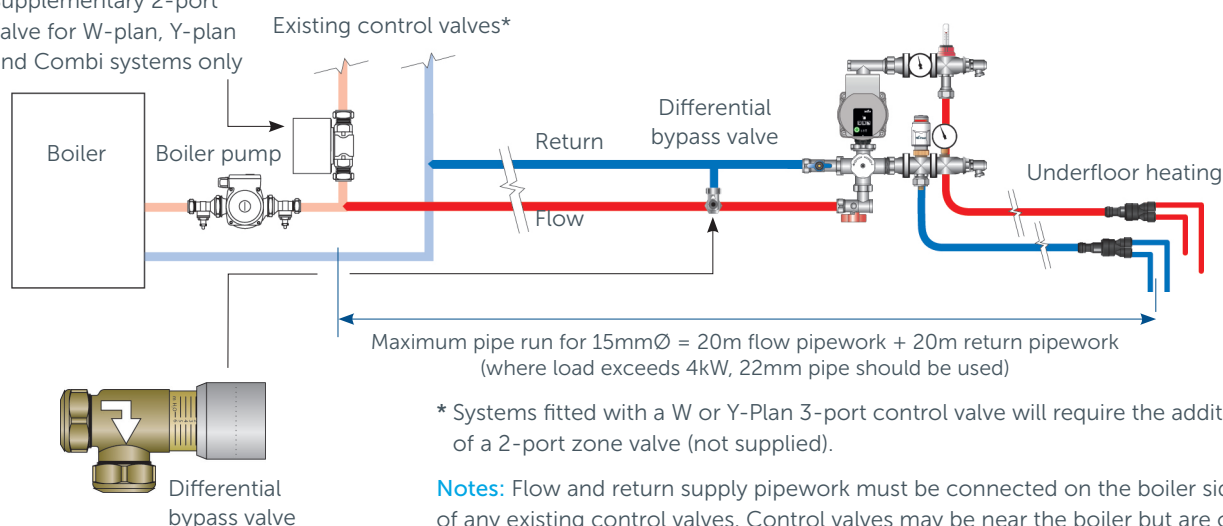 supplementary 2-port
valve for W-plan, Y-plan
and Combi systems only
Existing control valves*
Boiler
Boiler pump
Return
Differential
bypass valve
Flow
Underfloor heating
Maximum pipe run for 15mmØ = 20m flow pipework + 20m return pipework
(where load exceeds 4kW, 22mm pipe should be used)
Differential
bypass valve
* Systems fitted with a W or Y-Plan 3-port control valve will require the addit
of a 2-port zone valve (not supplied).
Notes: Flow and return supply pipework must be connected on the boiler sid
of any existing control valves. Control valves may be near the boiler but are o